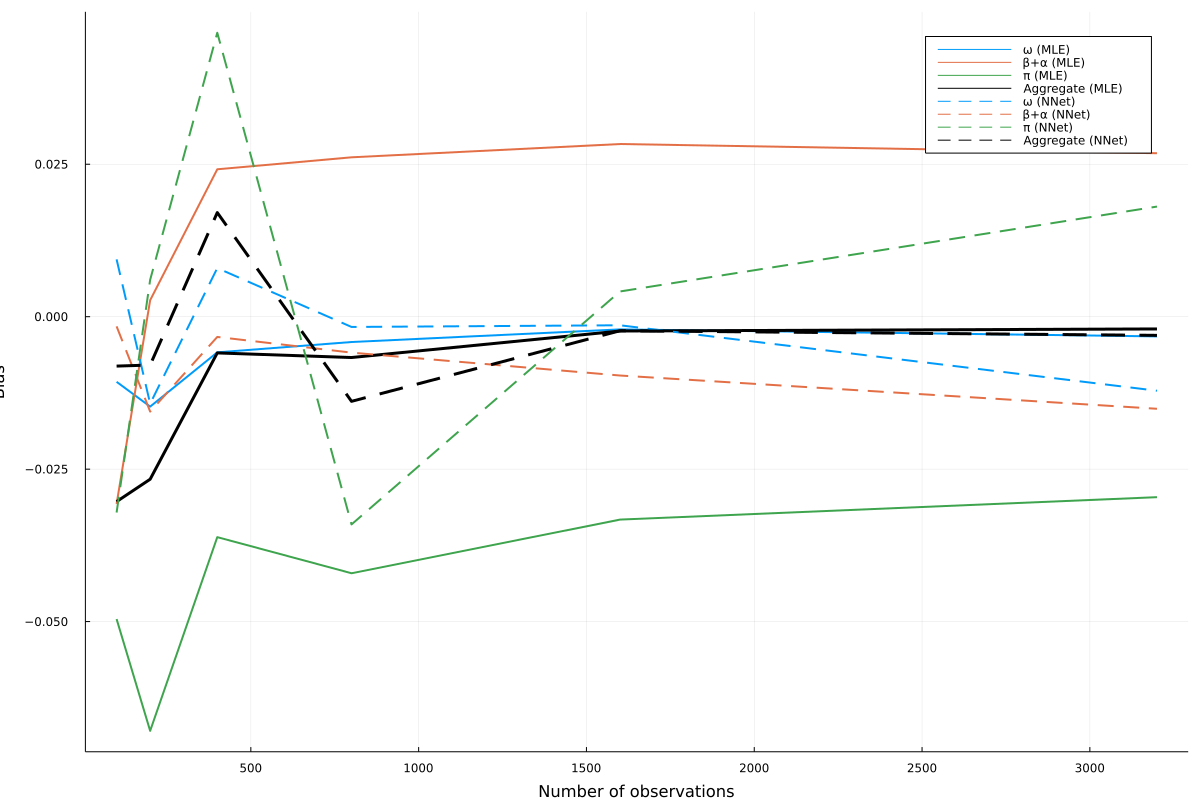 ω (MLE)
β+α (MLE)
π (MLE)
Aggregate (MLE)
ω (NNet)
β+α (NNet)
π (NNet)
Aggregate (NNet)
0.025
0.000
−0.025
−0.050
Bias
500
1000
1500
2000
2500
3000
Number of observations